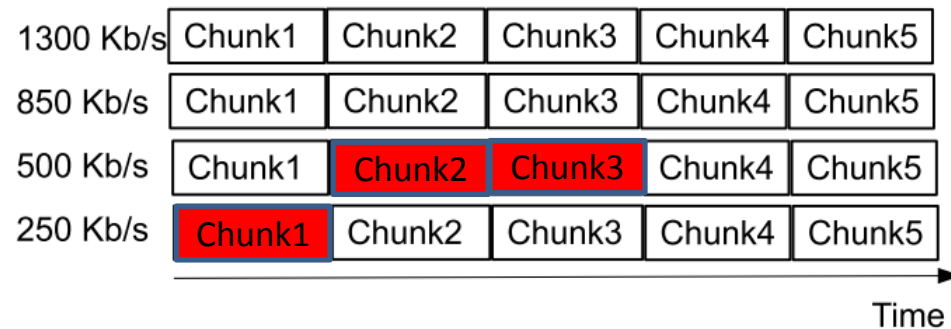 1300 Kb/s Chunk1 Chunk2 Chunk3 Chunk4 Chunk5
850 Kb/s Chunk1 Chunk2 Chunk3 Chunk4 Chunk5
500 Kb/s Chunk1 Chunk2 Chunk3 Chunk4 Chunk5
250 Kb/s Chunk1 Chunk2 Chunk3 Chunk4 Chunk5
Time